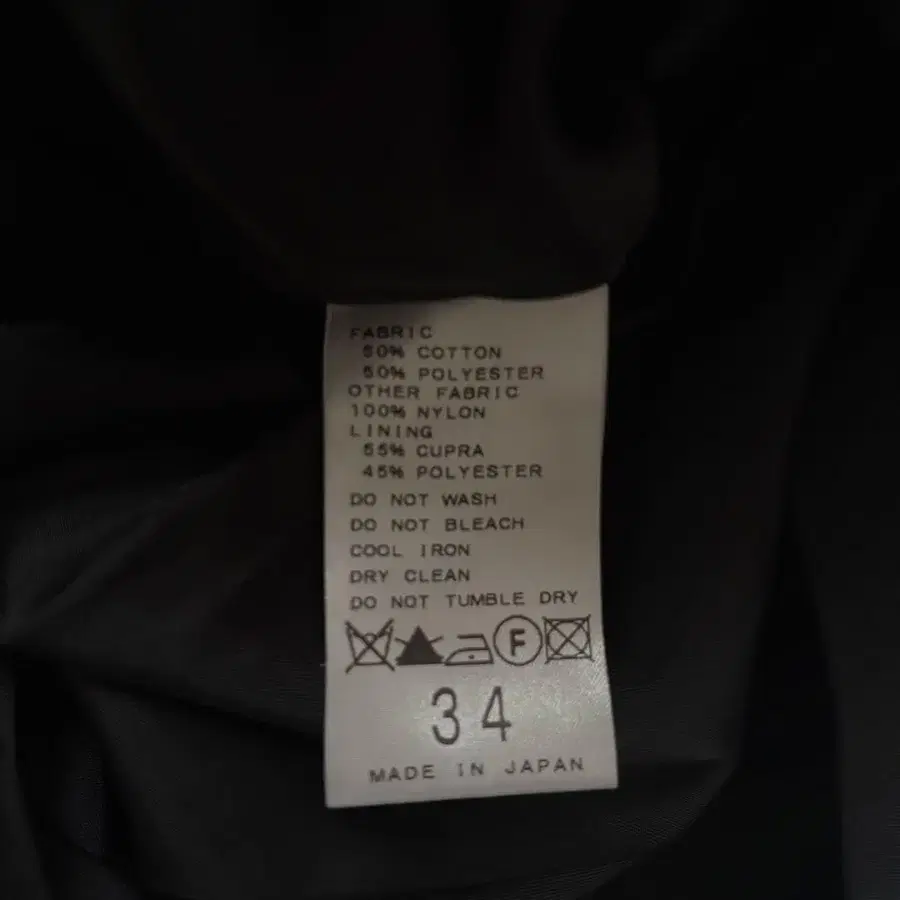 FABRIC
50% COTTON
50% POLYESTER
OTHER FABRIC
100% NYLON
LINING
55% CUPRA
45% POLYESTER
DO NOT WASH
DO NOT BLEACH
COOL IRON
DRY CLEAN
DO NOT TUMBLE DRY
F
34
MADE IN JAPAN